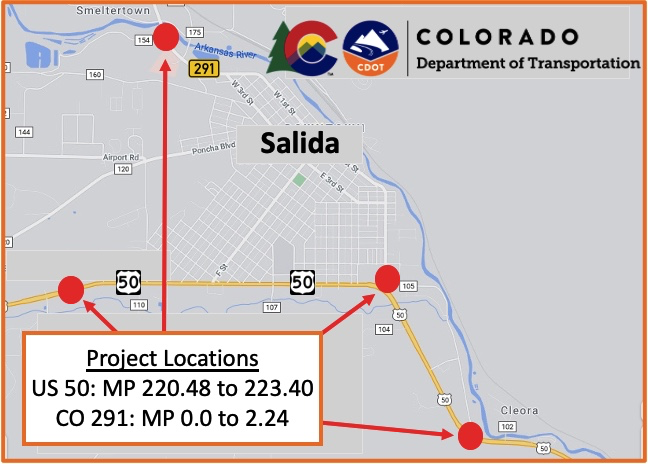 Smeltertown
154
175
Arkansas River
291
160
W 3rd St
W 1st St
COLORADO
Department of Transportation
C
TM
CDOT
144
Poncha Blvd
Salida
Airport Rd
120
E 3rd St
F St
50
50
105
110
107
50
104
Project Locations
US 50: MP 220.48 to 223.40
CO 291: MP 0.0 to 2.24
50
Cleora
102
50